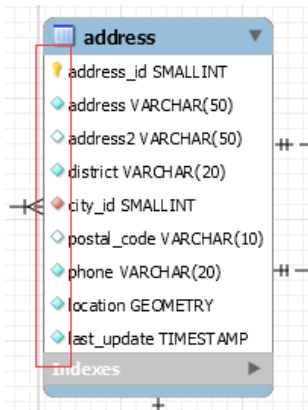 address
address_id SMALLINT
address VARCHAR(50)
address2 VARCHAR(50)
district VARCHAR(20)
city_id SMALLINT
postal_code VARCHAR(10)
phone VARCHAR(20)
location GEOMETRY
last_update TIMESTAMP
Indexes